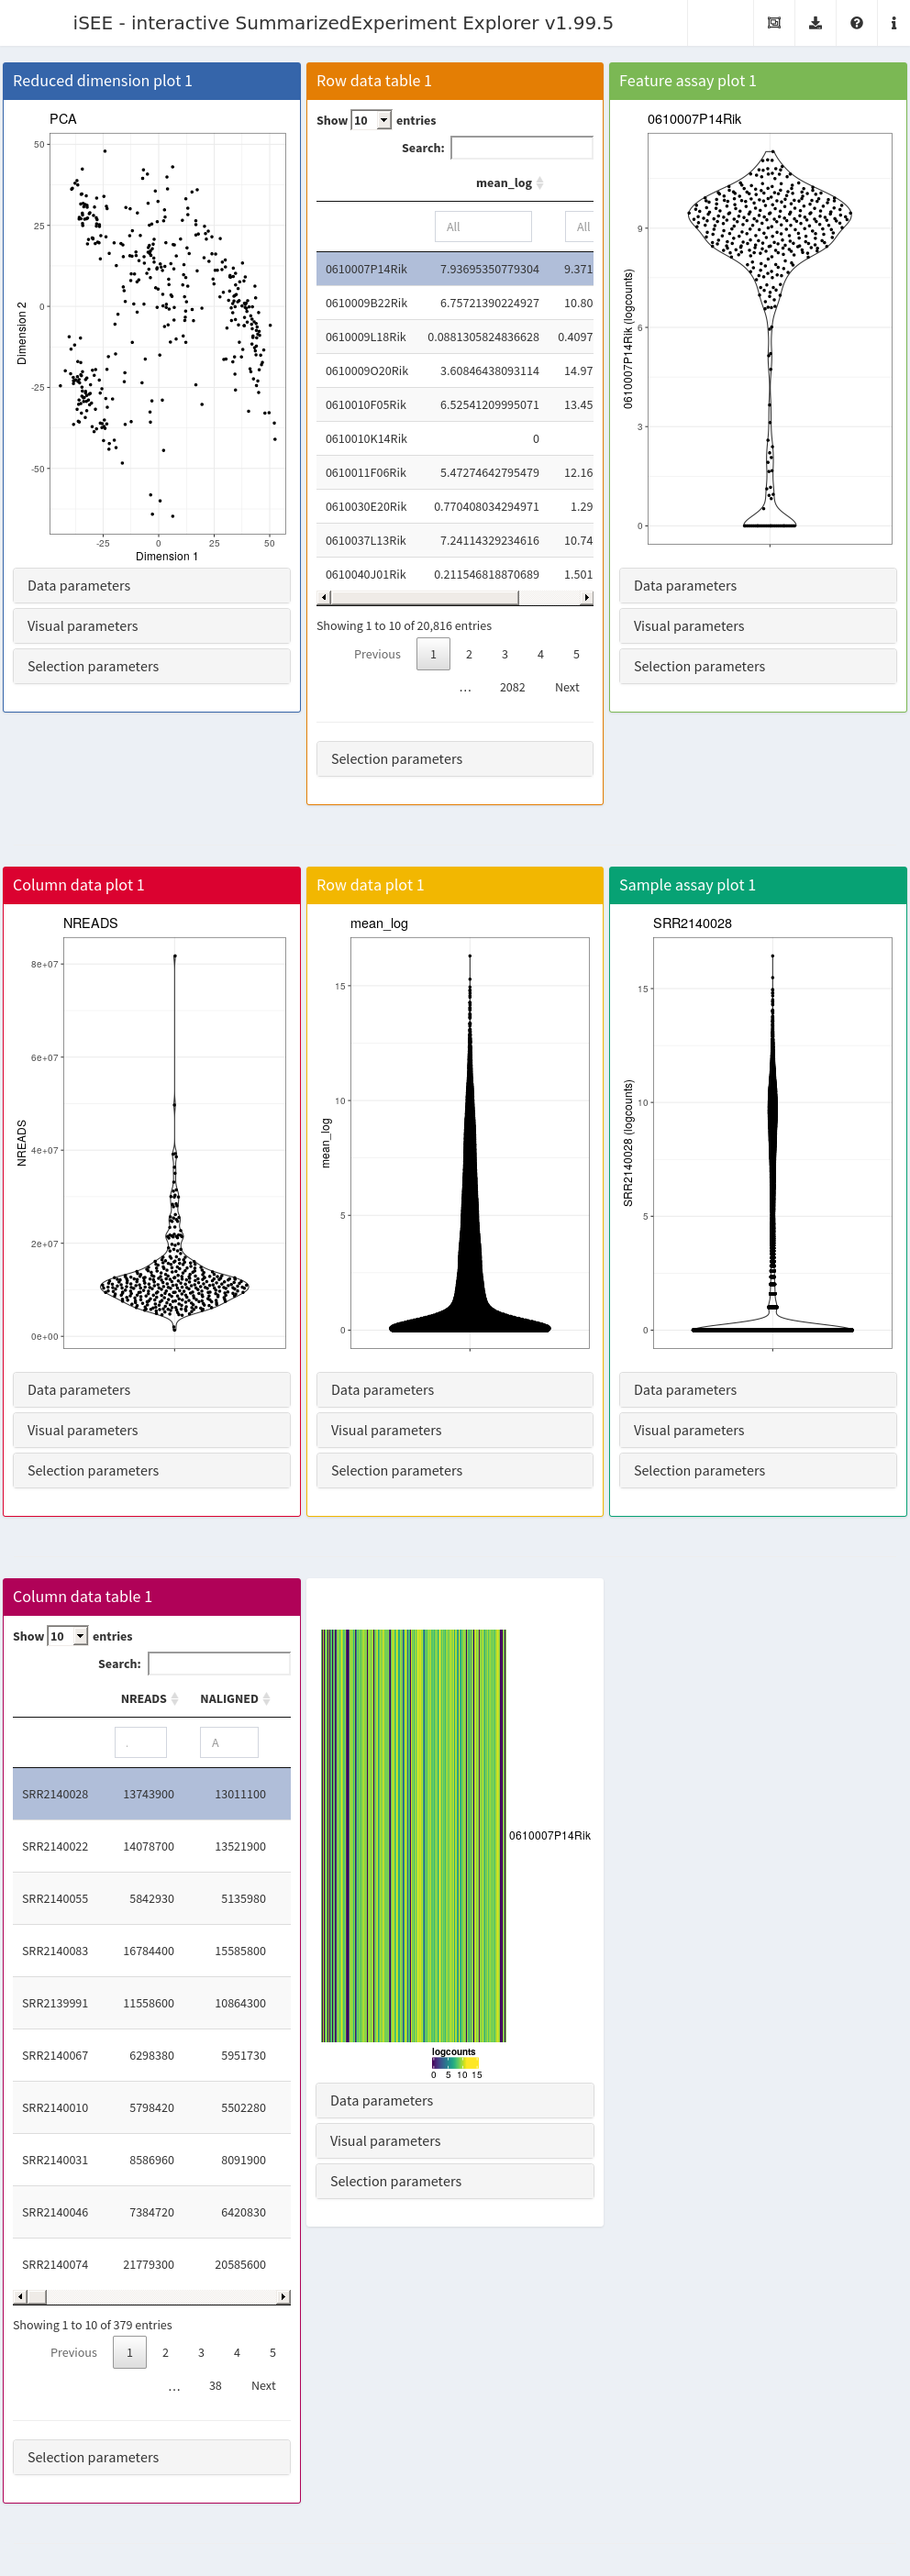 iSEE - interactive SummarizedExperiment Explorer v1.99.5
Reduced dimension plot 1
PCA
50
25
0
-25
-50
Dimension 2
-25 0 25 50
Dimension 1
Data parameters
Visual parameters
Selection parameters
Row data table 1
Show 10 entries
Search:
mean_log
All All
0610007P14Rik 7.93695350779304 9.371
0610009B22Rik 6.75721390224927 10.80
0610009L18Rik 0.0881305824836628 0.4097
0610009O20Rik 3.60846438093114 14.97
0610010F05Rik 6.52541209995071 13.45
0610010K14Rik 0
0610011F06Rik 5.47274642795479 12.16
0610030E20Rik 0.770408034294971 1.29
0610037L13Rik 7.24114329234616 10.74
0610040J01Rik 0.211546818870689 1.501
Showing 1 to 10 of 20,816 entries
Previous 1 2 3 4 5
… 2082 Next
Selection parameters
Feature assay plot 1
0610007P14Rik
9
6
3
0
0610007P14Rik (logcounts)
Data parameters
Visual parameters
Selection parameters
Column data plot 1
NREADS
8e+07
6e+07
4e+07
2e+07
0e+00
NREADS
Data parameters
Visual parameters
Selection parameters
Row data plot 1
mean_log
15
10
5
0
mean_log
Data parameters
Visual parameters
Selection parameters
Sample assay plot 1
SRR2140028
15
10
5
0
SRR2140028 (logcounts)
Data parameters
Visual parameters
Selection parameters
Column data table 1
Show 10 entries
Search:
NREADS NALIGNED
. A
SRR2140028 13743900 13011100
SRR2140022 14078700 13521900
SRR2140055 5842930 5135980
SRR2140083 16784400 15585800
SRR2139991 11558600 10864300
SRR2140067 6298380 5951730
SRR2140010 5798420 5502280
SRR2140031 8586960 8091900
SRR2140046 7384720 6420830
SRR2140074 21779300 20585600
Showing 1 to 10 of 379 entries
Previous 1 2 3 4 5
… 38 Next
Selection parameters
0610007P14Rik
logcounts
0 5 10 15
Data parameters
Visual parameters
Selection parameters